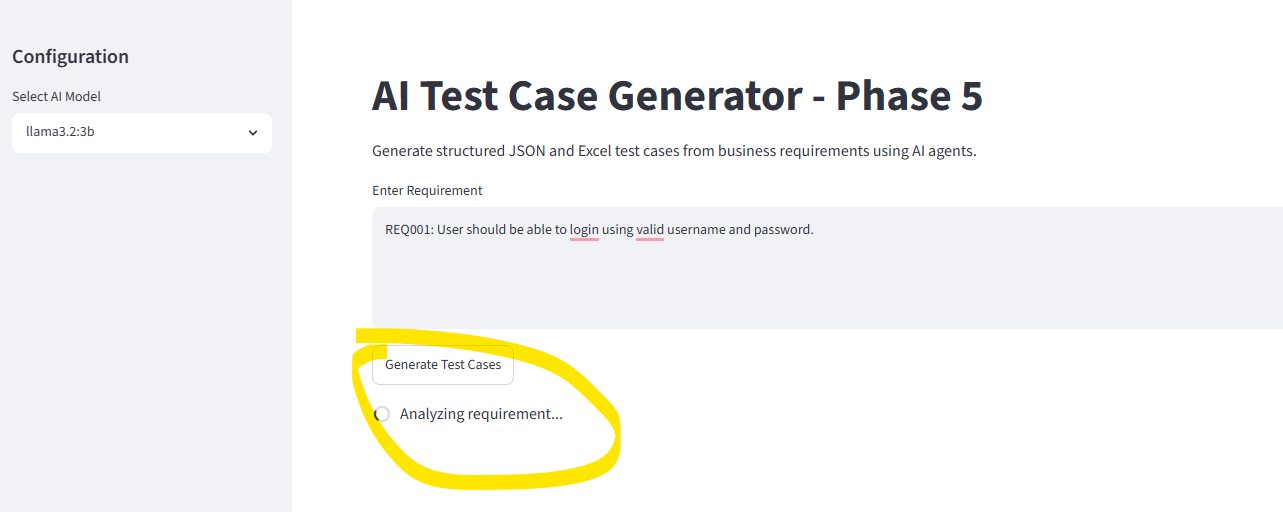 Configuration
Select AI Model
llama3.2:3b
AI Test Case Generator - Phase 5
Generate structured JSON and Excel test cases from business requirements using AI agents.
Enter Requirement
REQ001: User should be able to login using valid username and password.
Generate Test Cases
Analyzing requirement...